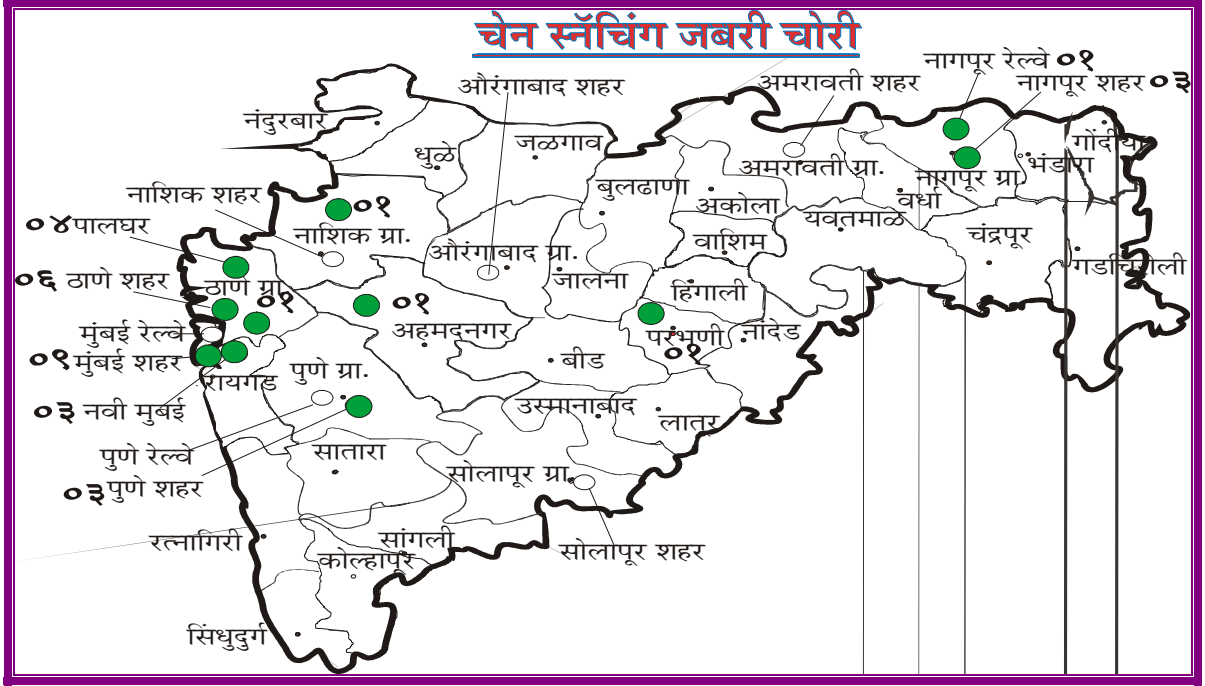 चेन स्नॅचिंग जबरी चोरी
नागपूर रेल्वे ०१
औरंगाबाद शहर
अमरावती शहर
नागपूर शहर ०३
नंदुरबार
धुळे
जळगाव
गोंदीया
भंडारा
अमरावती ग्रा.
नागपूर ग्रा
नाशिक शहर
बुलढाणा
अकोला
वर्धा
०१
यवतमाळ
०४ पालघर
नाशिक ग्रा.
औरंगाबाद ग्रा.
वाशिम
चंद्रपूर
गडचिरोली
०६ ठाणे शहर
ठाणे ग्रा
०१
जालना
हिंगाली
०१
मुंबई रेल्वे
अहमदनगर
परभणी
०१
नांदेड
०९ मुंबई शहर
रायगड
पुणे ग्रा.
बीड
०३ नवी मुबई
उस्मानाबाद
लातर
पुणे रेल्वे
सातारा
सोलापूर ग्रा.
०३ पुणे शहर
रत्नागिरी
सांगली
कोल्हापूर
सोलापूर शहर
सिंधुदुर्ग